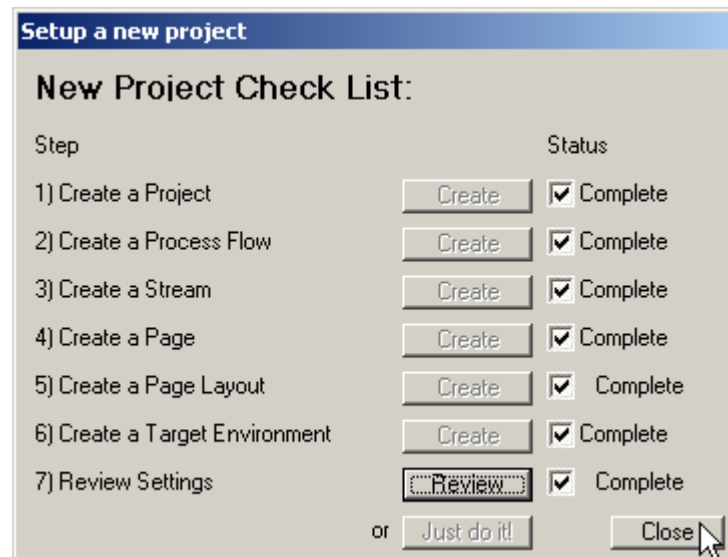 Setup a new project
New Project Check List:
Step Status
1) Create a Project Create Complete
2) Create a Process Flow Create Complete
3) Create a Stream Create Complete
4) Create a Page Create Complete
5) Create a Page Layout Create Complete
6) Create a Target Environment Create Complete
7) Review Settings Review Complete
or Just do it! Close